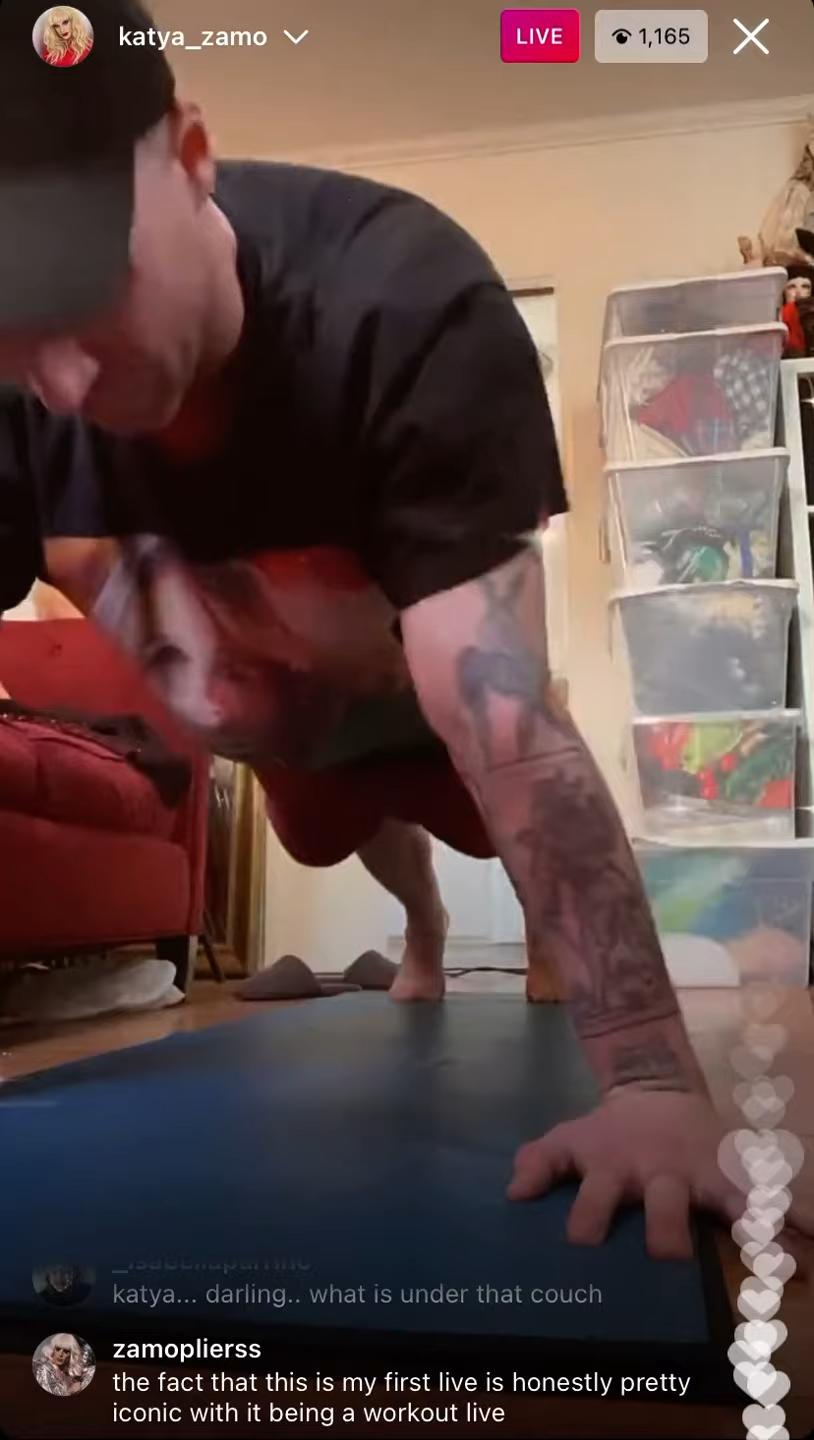 katya_zamo
LIVE
1,165
katya... darling.. what is under that couch
zamoplierss
the fact that this is my first live is honestly pretty
iconic with it being a workout live